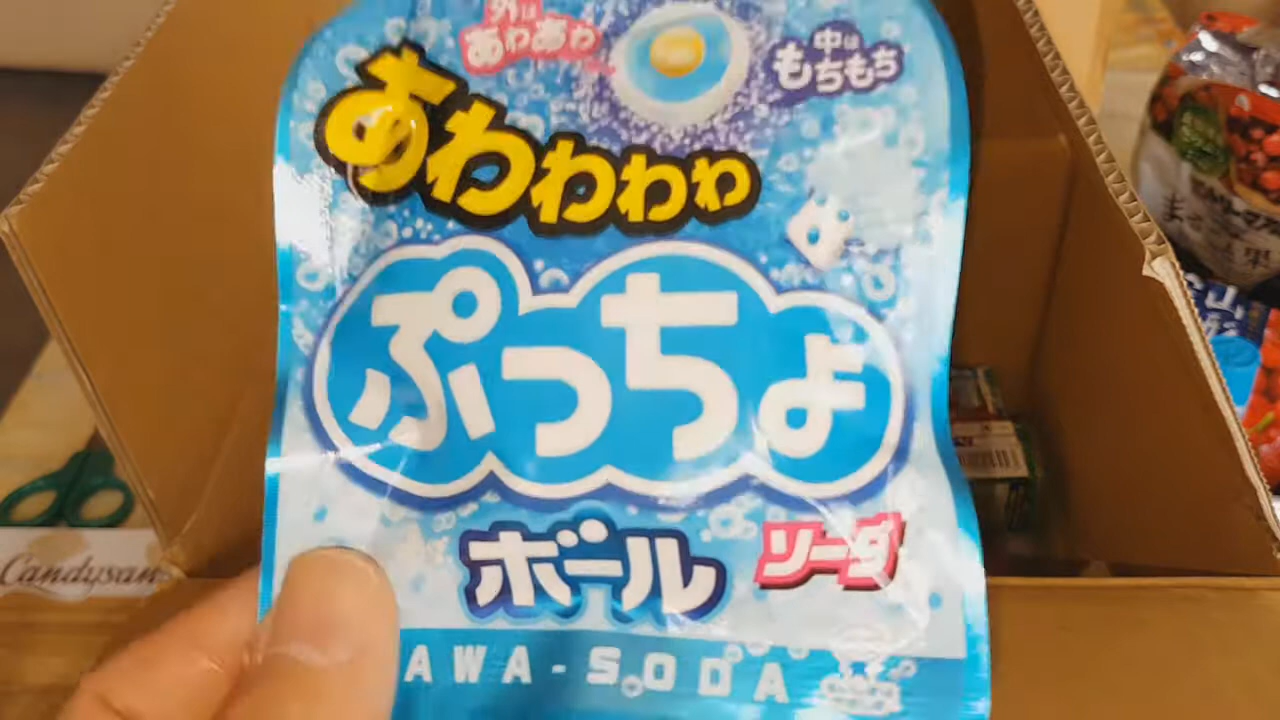 外は
あわあわ
中は
もちもち
あわわわわ
ぷっちょ
ボール
ソーダ
AWA-SODA
Candysan